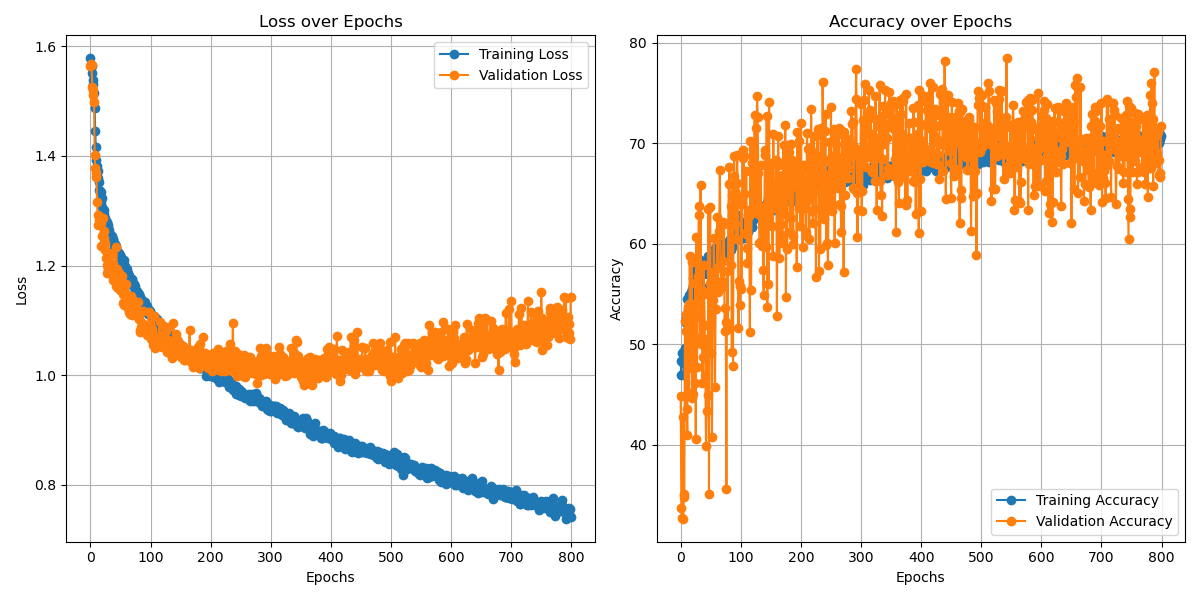 Loss over Epochs
Training Loss
Validation Loss
Loss
1.6
1.4
1.2
1.0
0.8
0 100 200 300 400 500 600 700 800
Epochs
Accuracy over Epochs
Accuracy
80
70
60
50
40
Training Accuracy
Validation Accuracy
0 100 200 300 400 500 600 700 800
Epochs